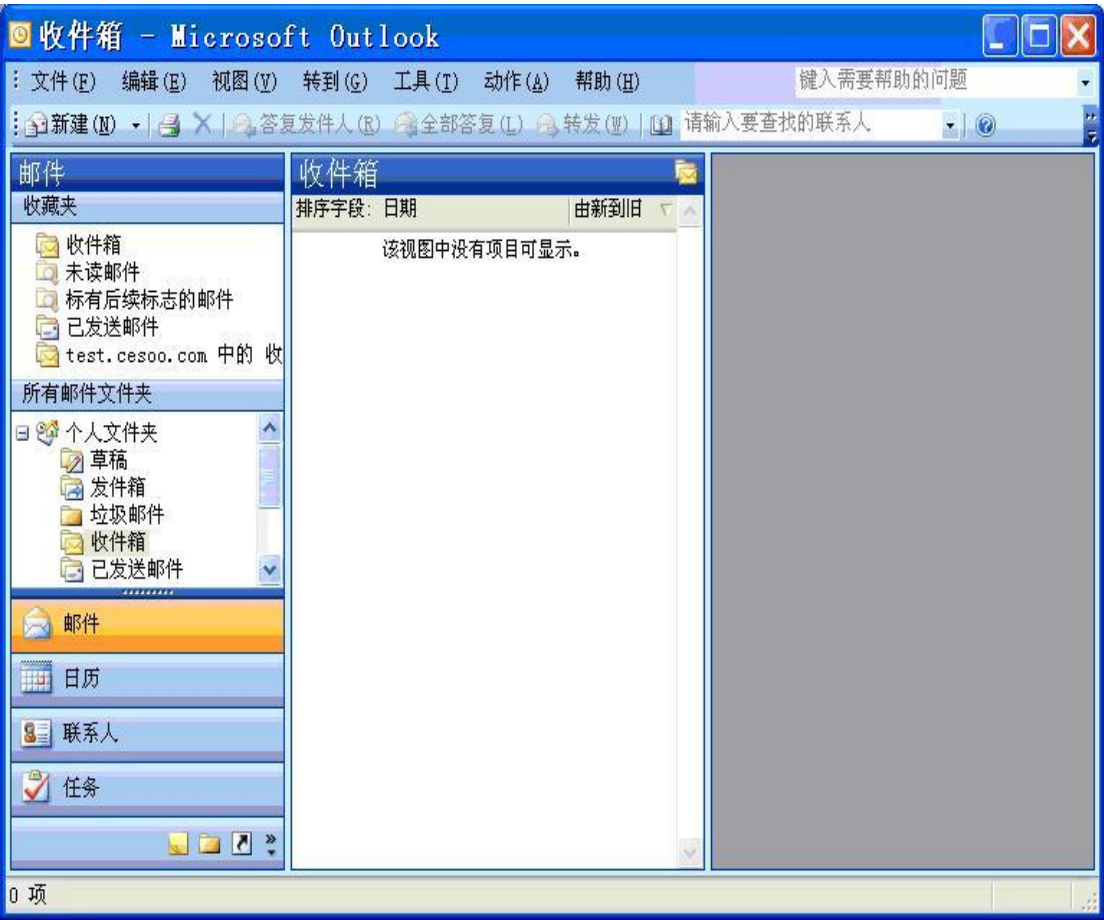 收件箱 - Microsoft Outlook
文件(F) 编辑(E) 视图(V) 转到(G) 工具(T) 动作(A) 帮助(H) 键入需要帮助的问题
新建(N) 答复发件人(R) 全部答复(L) 转发(W) 请输入要查找的联系人
邮件
收藏夹
收件箱
未读邮件
标有后续标志的邮件
已发送邮件
test.cesoo.com 中的 收
所有邮件文件夹
个人文件夹
草稿
发件箱
垃圾邮件
收件箱
已发送邮件
邮件
日历
联系人
任务
收件箱
排序字段: 日期 由新到旧
该视图中没有项目可显示。
0 项